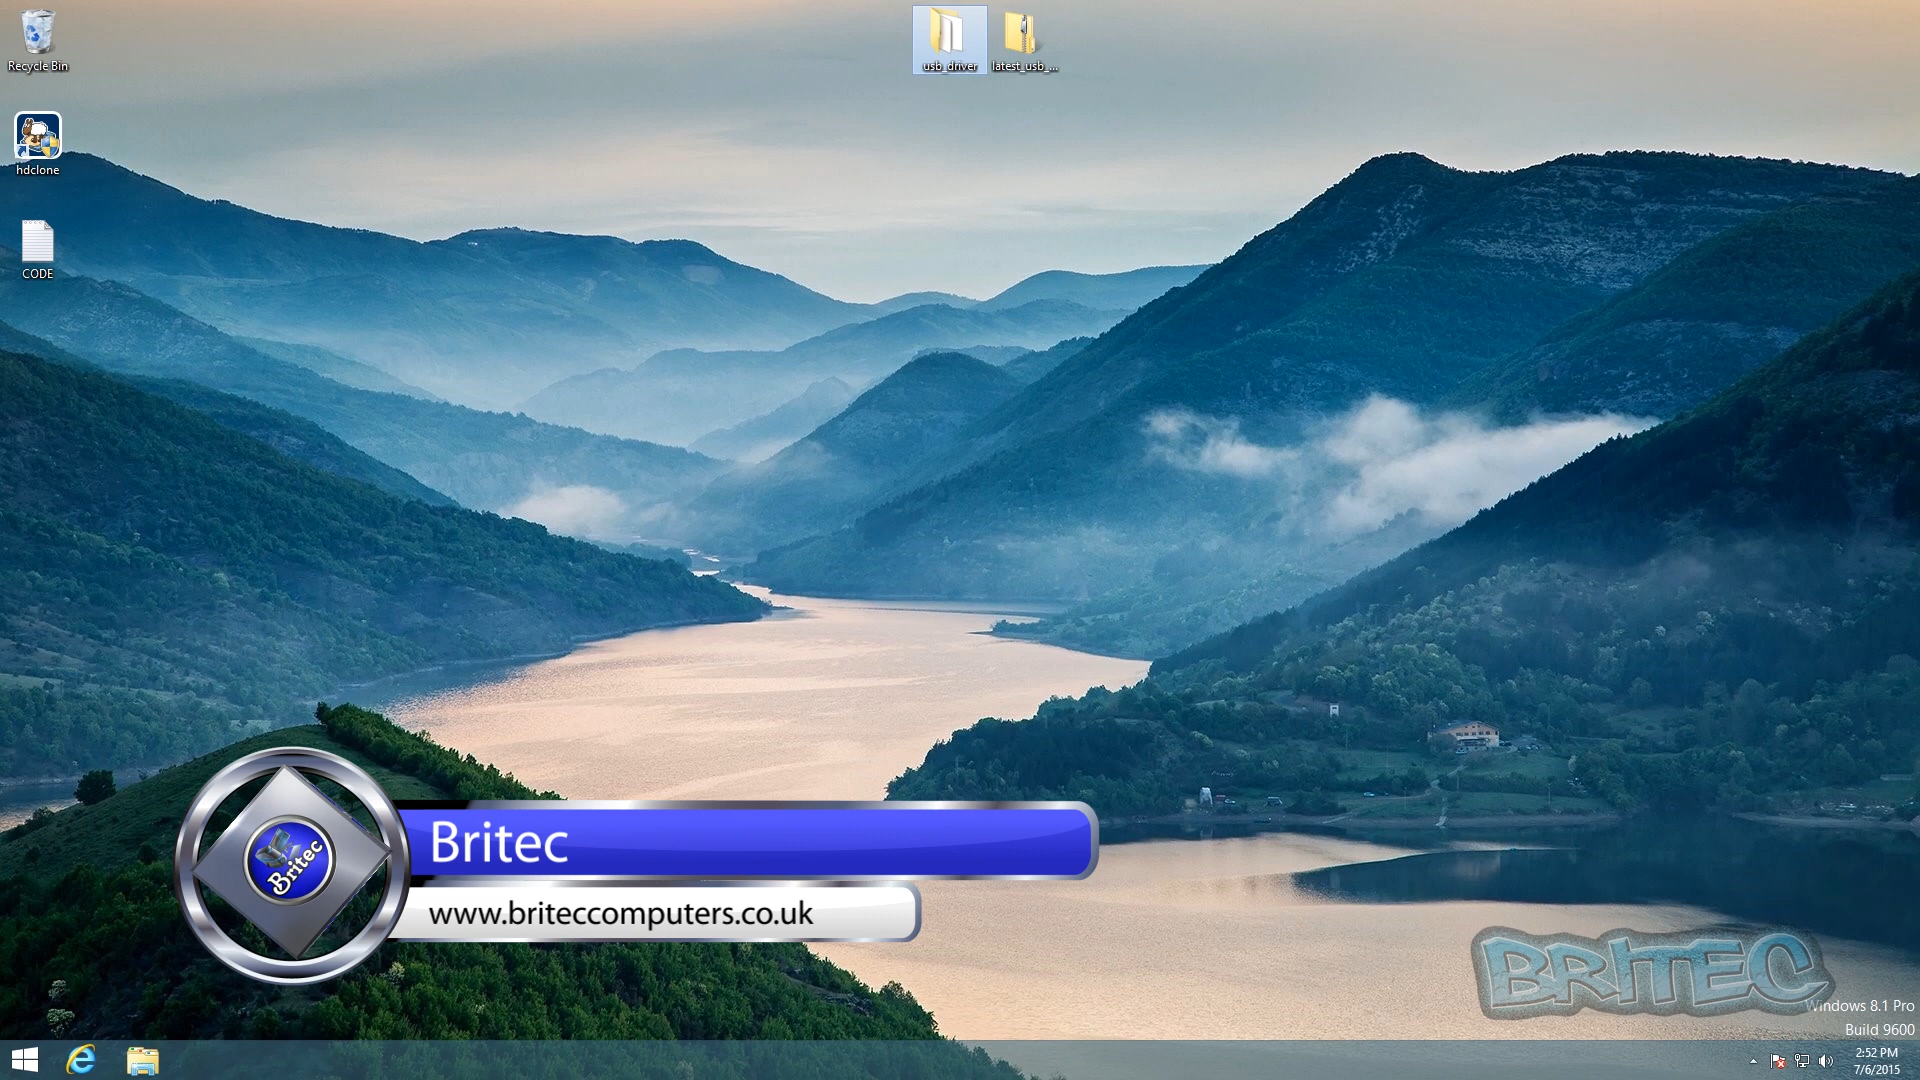 Recycle Bin
usb_driver
latest_usb_...
hdclone
CODE
Britec
Britec
www.briteccomputers.co.uk
BRITEC
Windows 8.1 Pro
Build 9600
2:52 PM
7/6/2015